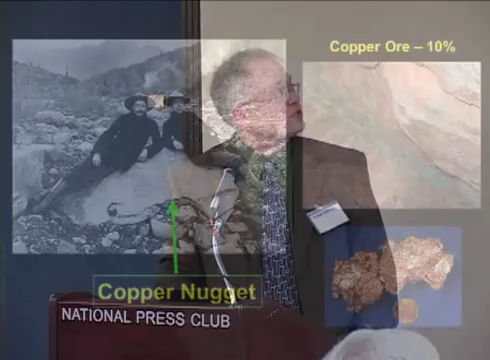 Copper Ore – 10%
Copper Nugget
NATIONAL PRESS CLUB